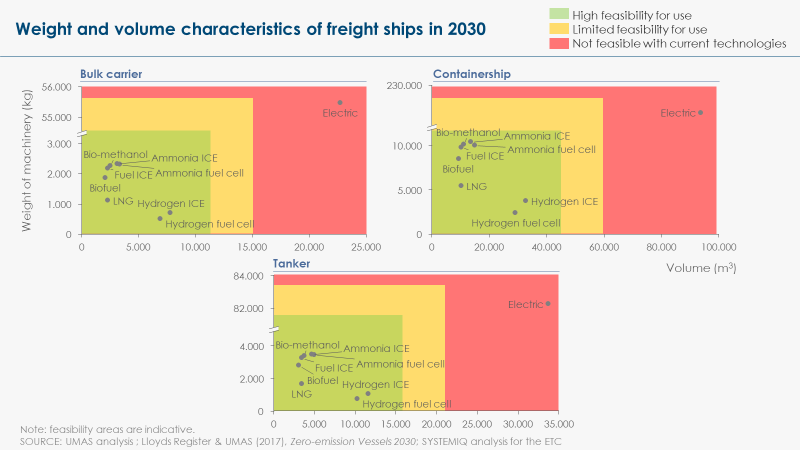 Weight and volume characteristics of freight ships in 2030
High feasibility for use
Limited feasibility for use
Not feasible with current technologies
Bulk carrier
Weight of machinery (kg)
56.000
55.000
3.000
2.000
1.000
0
Electric
Bio-methanol
Ammonia ICE
Fuel ICE
Ammonia fuel cell
Biofuel
LNG
Hydrogen ICE
Hydrogen fuel cell
0 5.000 10.000 15.000 20.000 25.000
Containership
230.000
10.000
5.000
0
Electric
Bio-methanol
Ammonia ICE
Ammonia fuel cell
Fuel ICE
Biofuel
LNG
Hydrogen ICE
Hydrogen fuel cell
0 20.000 40.000 60.000 80.000 100.000
Volume (m³)
Tanker
84.000
82.000
4.000
2.000
0
Electric
Bio-methanol
Ammonia ICE
Ammonia fuel cell
Fuel ICE
Biofuel
Hydrogen ICE
LNG
Hydrogen fuel cell
0 5.000 10.000 15.000 20.000 25.000 30.000 35.000
Note: feasibility areas are indicative.
SOURCE: UMAS analysis ; Lloyds Register & UMAS (2017), Zero-emission Vessels 2030; SYSTEMIQ analysis for the ETC